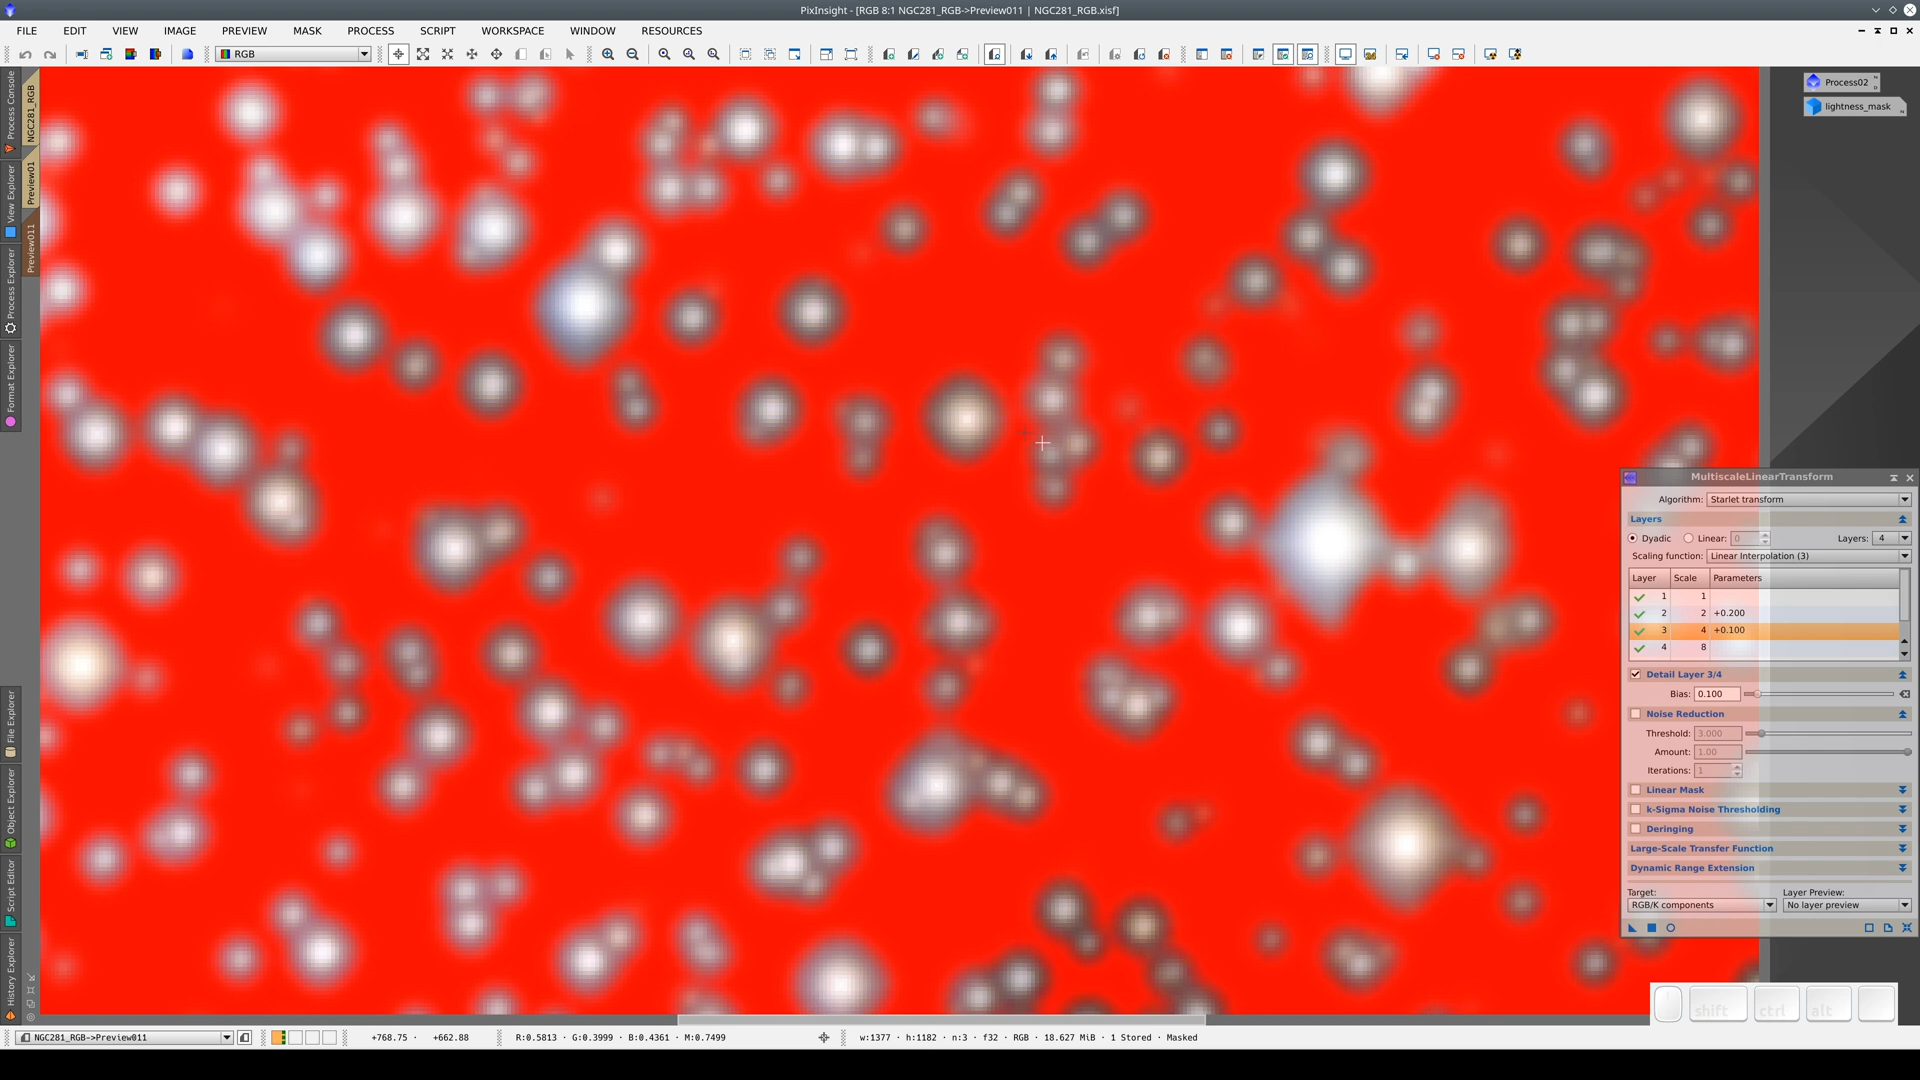 PixInsight - [RGB 8:1 NGC281_RGB->Preview011 | NGC281_RGB.xisf]
FILE EDIT VIEW IMAGE PREVIEW MASK PROCESS SCRIPT WORKSPACE WINDOW RESOURCES
RGB
Process Console
View Explorer
Process Explorer
Format Explorer
File Explorer
Object Explorer
Script Editor
History Explorer
NGC281_RGB
Preview01
Preview011
Process02
lightness_mask
MultiscaleLinearTransform
Algorithm: Starlet transform
Layers
Dyadic Linear: 0 Layers: 4
Scaling function: Linear Interpolation (3)
Layer Scale Parameters
1 1
2 2 +0.200
3 4 +0.100
4 8
Detail Layer 3/4
Bias: 0.100
Noise Reduction
Threshold: 3.000
Amount: 1.00
Iterations: 1
Linear Mask
k-Sigma Noise Thresholding
Deringing
Large-Scale Transfer Function
Dynamic Range Extension
Target: Layer Preview:
RGB/K components No layer preview
shift ctrl alt
NGC281_RGB->Preview011 +768.75 · +662.88 R:0.5813 · G:0.3999 · B:0.4361 · M:0.7499 w:1377 · h:1182 · n:3 · f32 · RGB · 18.627 MiB · 1 Stored · Masked